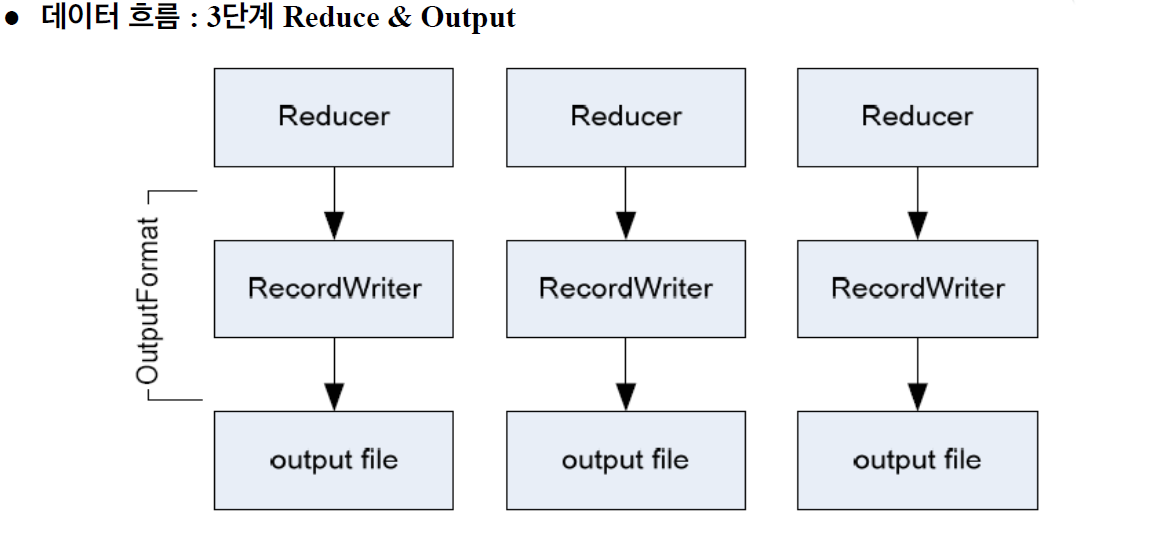 ● 데이터 흐름 : 3단계 Reduce & Output
Reducer Reducer Reducer
OutputFormat
RecordWriter RecordWriter RecordWriter
output file output file output file